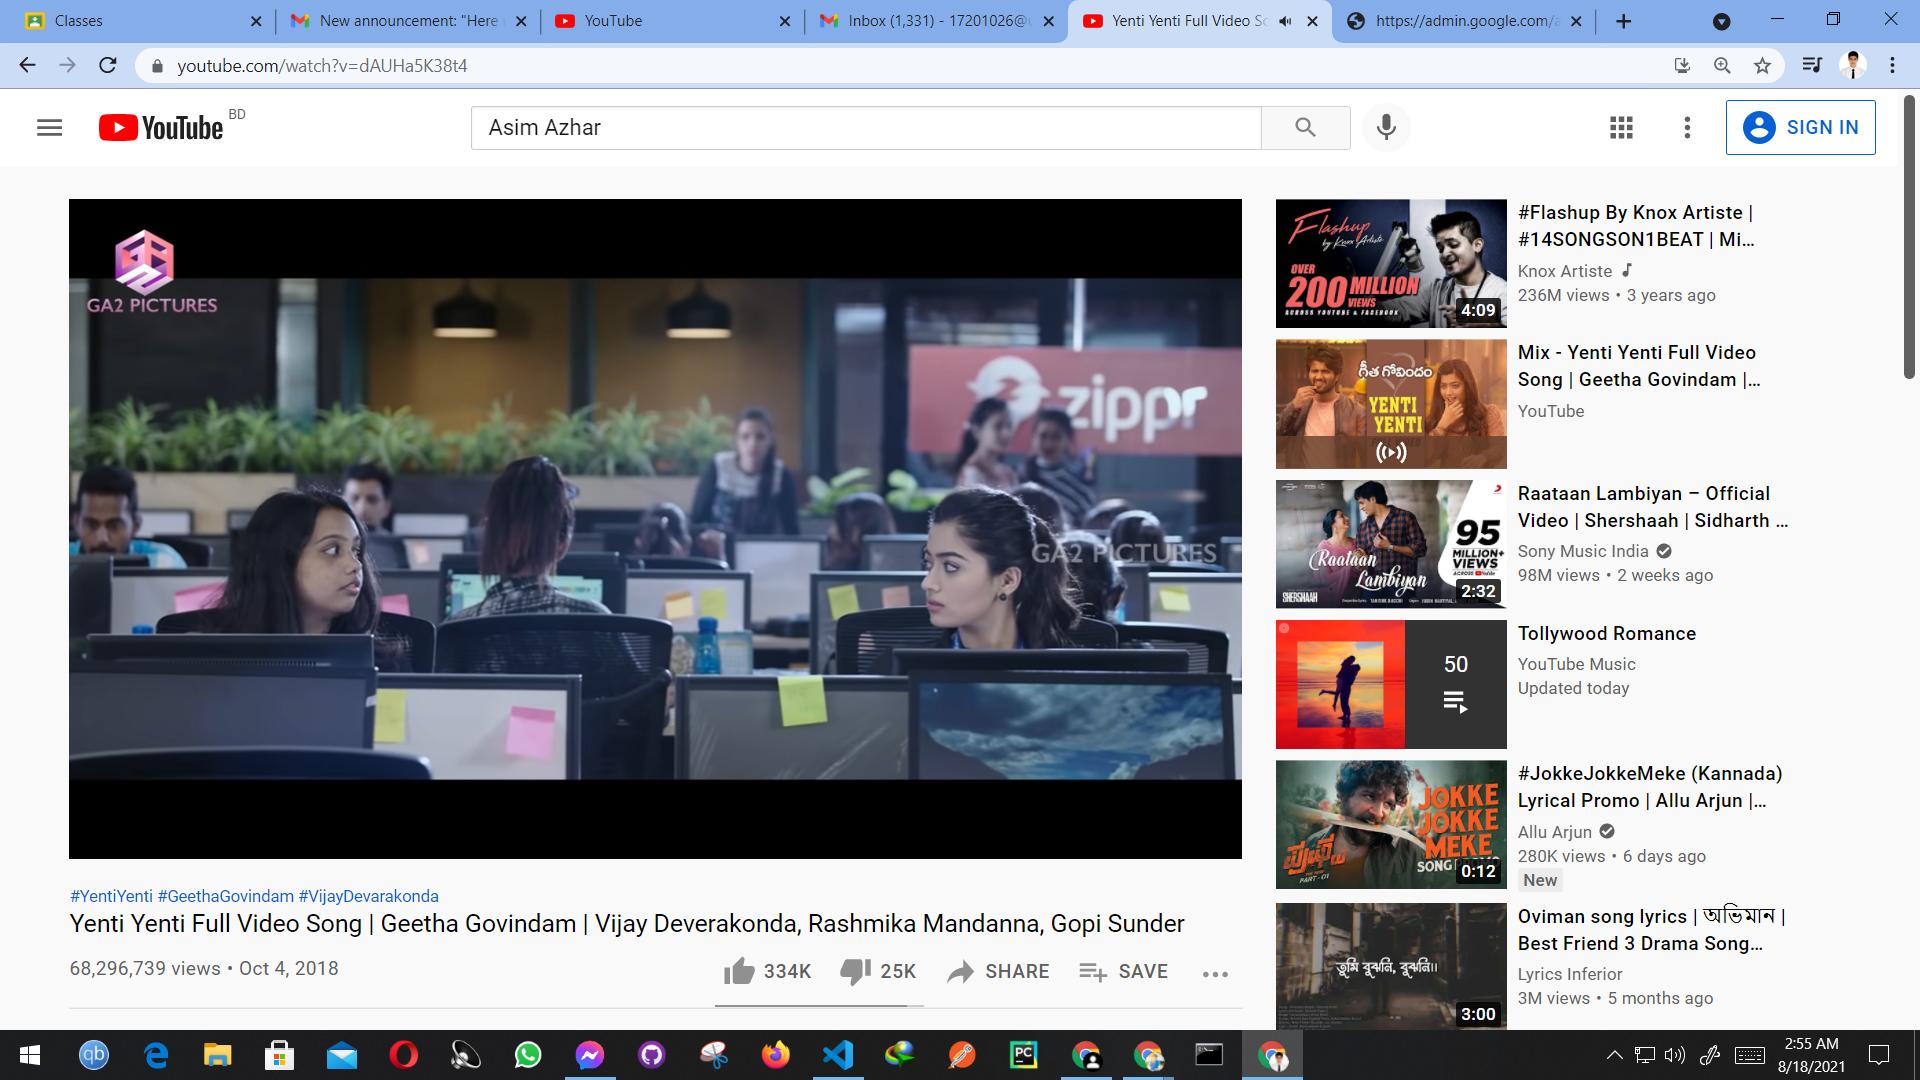 Classes
New announcement: "Here
YouTube
Inbox (1,331) - 17201026@
Yenti Yenti Full Video So
https://admin.google.com/a
youtube.com/watch?v=dAUHa5K38t4
YouTube BD
Asim Azhar
SIGN IN
GA2 PICTURES
zippr
GA2 PICTURES
#YentiYenti #GeethaGovindam #VijayDevarakonda
Yenti Yenti Full Video Song | Geetha Govindam | Vijay Deverakonda, Rashmika Mandanna, Gopi Sunder
68,296,739 views • Oct 4, 2018
334K
25K
SHARE
SAVE
Flashup
by Knox Artiste
OVER
200 MILLION
VIEWS
ACROSS YOUTUBE & FACEBOOK
4:09
#Flashup By Knox Artiste |
#14SONGSON1BEAT | Mi...
Knox Artiste
236M views • 3 years ago
గీత గోవిందం
YENTI
YENTI
Mix - Yenti Yenti Full Video
Song | Geetha Govindam |...
YouTube
Raataan
Lambiyan
SHERSHAAH
95
MILLION+
VIEWS
2:32
Raataan Lambiyan – Official
Video | Shershaah | Sidharth ...
Sony Music India
98M views • 2 weeks ago
50
Tollywood Romance
YouTube Music
Updated today
JOKKE
JOKKE
MEKE
SONG PROMO
ಪುಷ್ಪ
PART-01
0:12
#JokkeJokkeMeke (Kannada)
Lyrical Promo | Allu Arjun |...
Allu Arjun
280K views • 6 days ago
New
তুমি বুঝনি, বুঝনি।।
3:00
Oviman song lyrics | অভিমান |
Best Friend 3 Drama Song...
Lyrics Inferior
3M views • 5 months ago
qb
PC
2:55 AM
8/18/2021